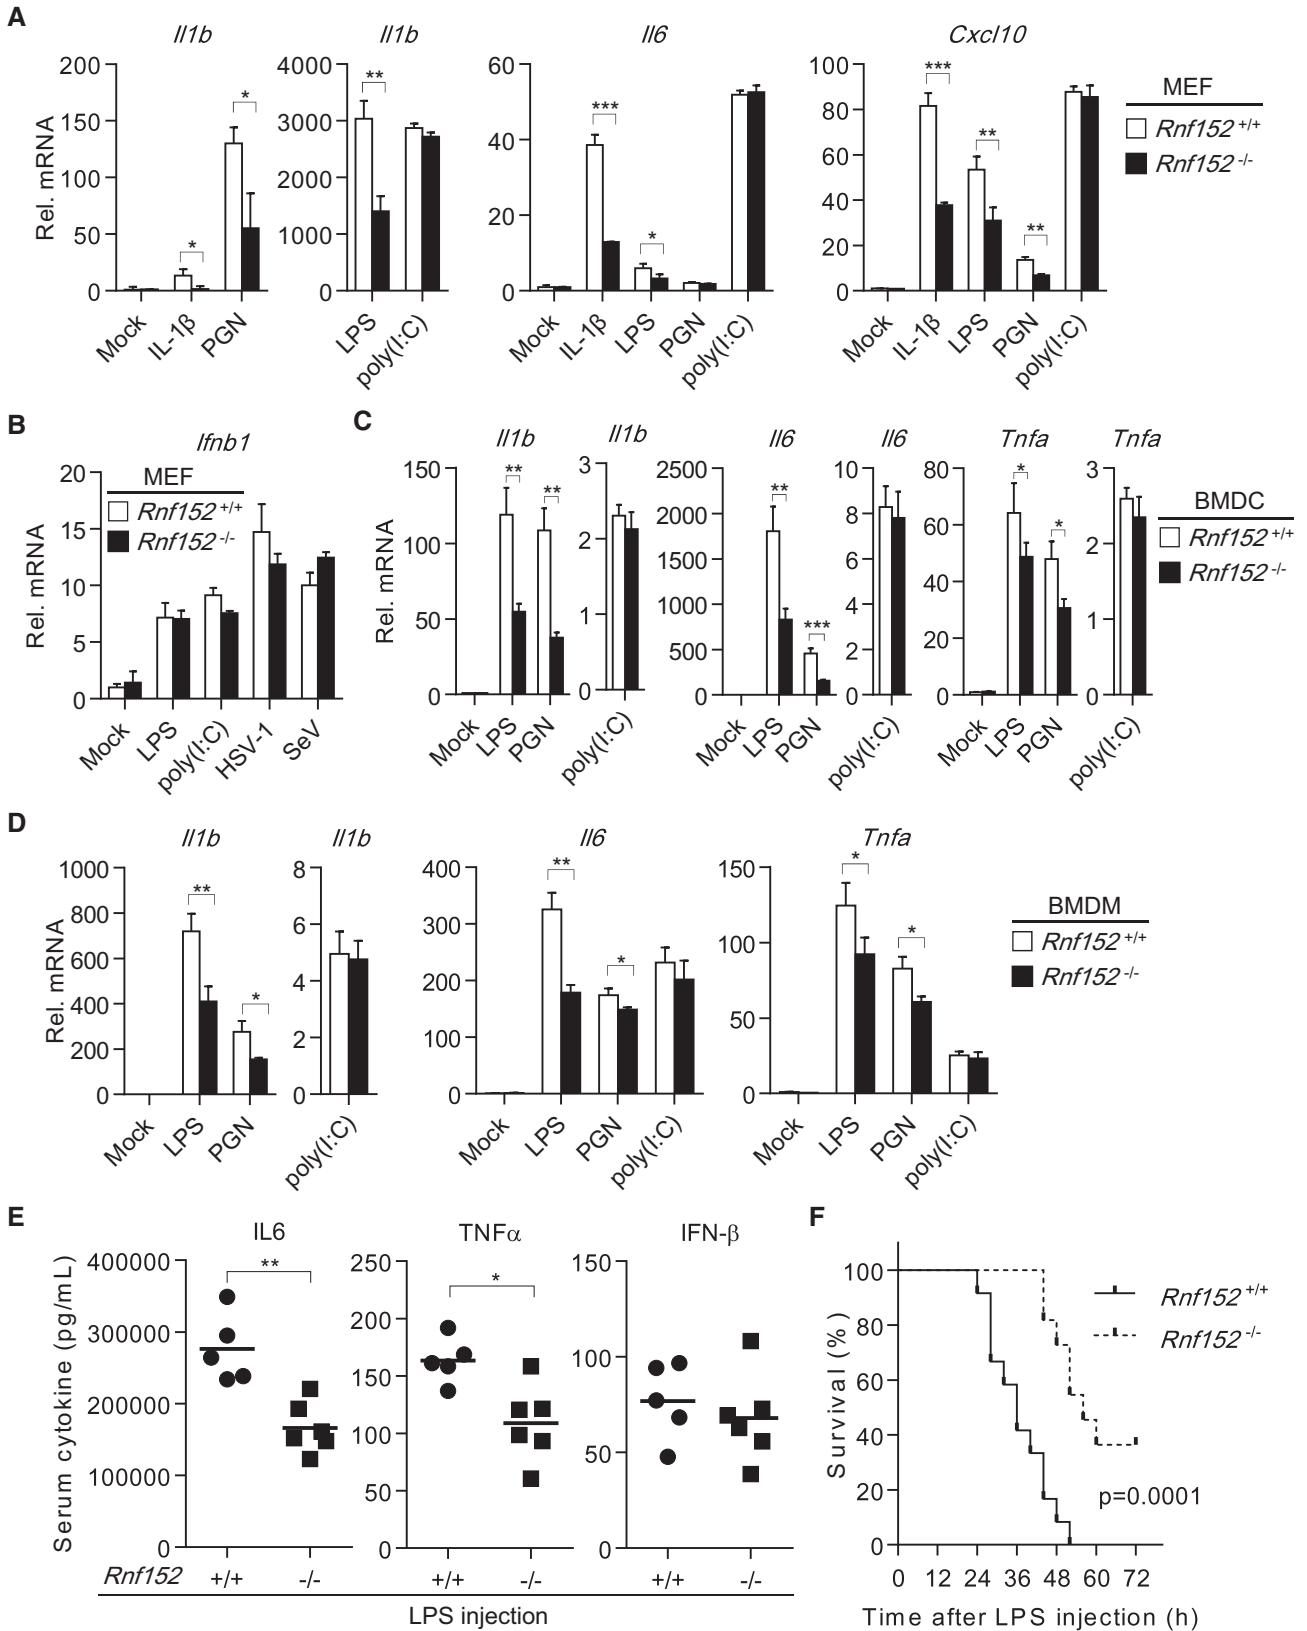 A
Il1b
Il1b
Il6
Cxcl10
Rel. mRNA
200
150
100
50
0
**
*
*
Mock
IL-1β
PGN
4000
3000
2000
1000
0
LPS
poly(I:C)
60
40
20
0
***
*
Mock
IL-1β
LPS
PGN
poly(I:C)
100
80
60
40
20
0
***
**
**
Mock
IL-1β
LPS
PGN
poly(I:C)
MEF
Rnf152 +/+
Rnf152 -/-
B
Ifnb1
MEF
Rnf152 +/+
Rnf152 -/-
Rel. mRNA
20
15
10
5
0
Mock
LPS
poly(I:C)
HSV-1
SeV
C
Il1b
Il1b
Il6
Il6
Tnfa
Tnfa
Rel. mRNA
150
100
50
0
**
**
Mock
LPS
PGN
3
2
1
0
poly(I:C)
2500
2000
1500
1000
500
0
**
***
Mock
LPS
PGN
10
8
6
4
2
0
poly(I:C)
80
60
40
20
0
*
*
Mock
LPS
PGN
3
2
1
0
poly(I:C)
BMDC
Rnf152 +/+
Rnf152 -/-
D
Il1b
Il1b
Il6
Tnfa
Rel. mRNA
1000
800
600
400
200
0
**
*
Mock
LPS
PGN
8
6
4
2
0
poly(I:C)
400
300
200
100
0
**
*
Mock
LPS
PGN
poly(I:C)
150
100
50
0
*
*
Mock
LPS
PGN
poly(I:C)
BMDM
Rnf152 +/+
Rnf152 -/-
E
IL6
TNFα
IFN-β
Serum cytokine (pg/mL)
400000
300000
200000
100000
0
**
250
200
150
100
50
0
*
150
100
50
0
Rnf152 +/+ -/- +/+ -/- +/+ -/-
LPS injection
F
Survival (%)
100
80
60
40
20
0
Rnf152 +/+
Rnf152 -/-
p=0.0001
0 12 24 36 48 60 72
Time after LPS injection (h)